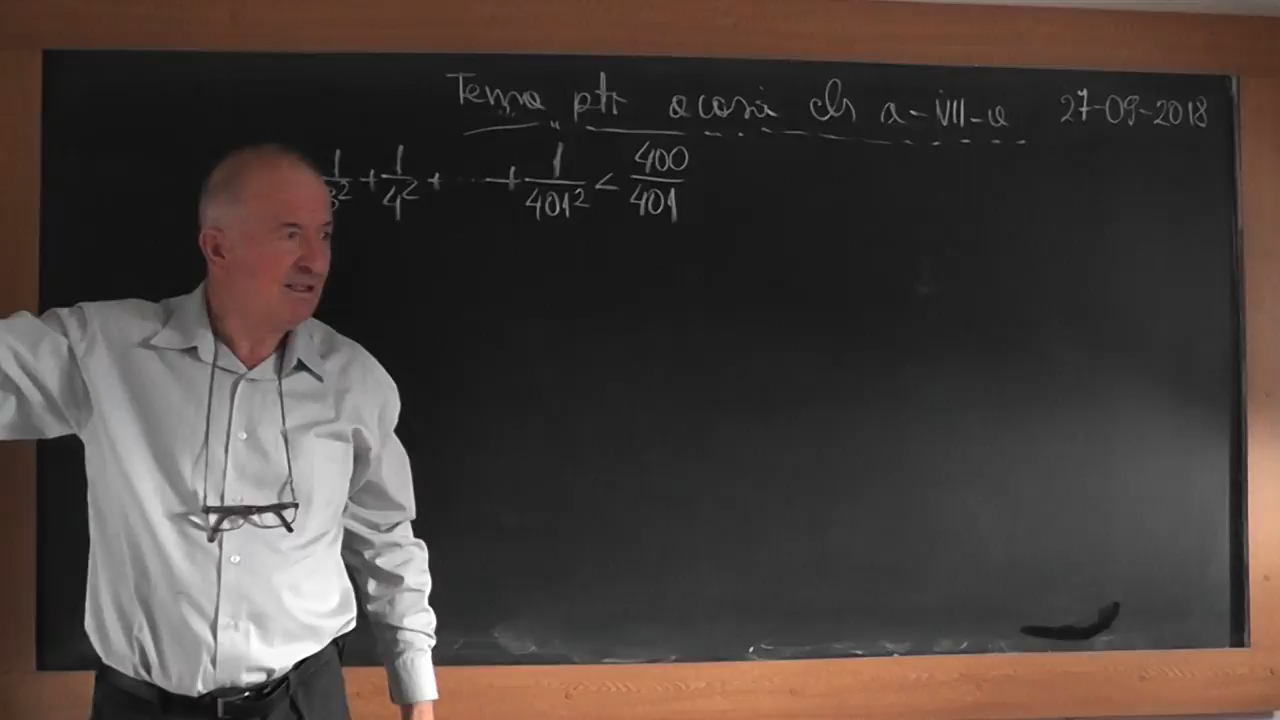 Tema ptr acasă cls a-VII-a 27-09-2018
1/3² + 1/4² + ..... + 1/401² < 400/401